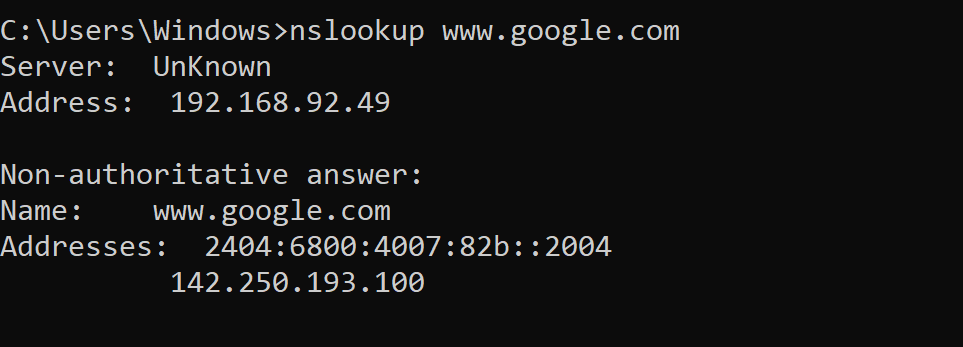 C:\Users\Windows>nslookup www.google.com
Server:  UnKnown
Address:  192.168.92.49

Non-authoritative answer:
Name:    www.google.com
Addresses:  2404:6800:4007:82b::2004
          142.250.193.100